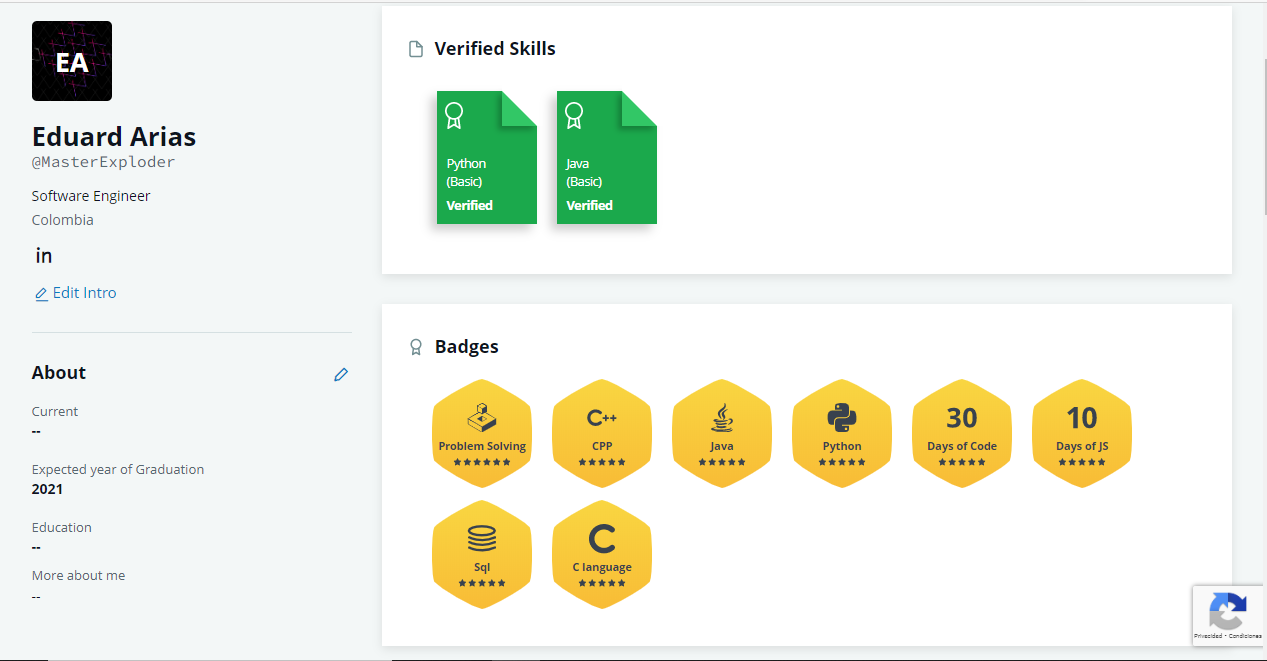 EA
Eduard Arias
@MasterExploder
Software Engineer
Colombia
in
Edit Intro
About
Current
--
Expected year of Graduation
2021
Education
--
More about me
--
Verified Skills
Python
(Basic)
Verified
Java
(Basic)
Verified
Badges
Problem Solving
C++
CPP
Java
Python
30
Days of Code
10
Days of JS
Sql
C
C language
Privacidad - Condiciones